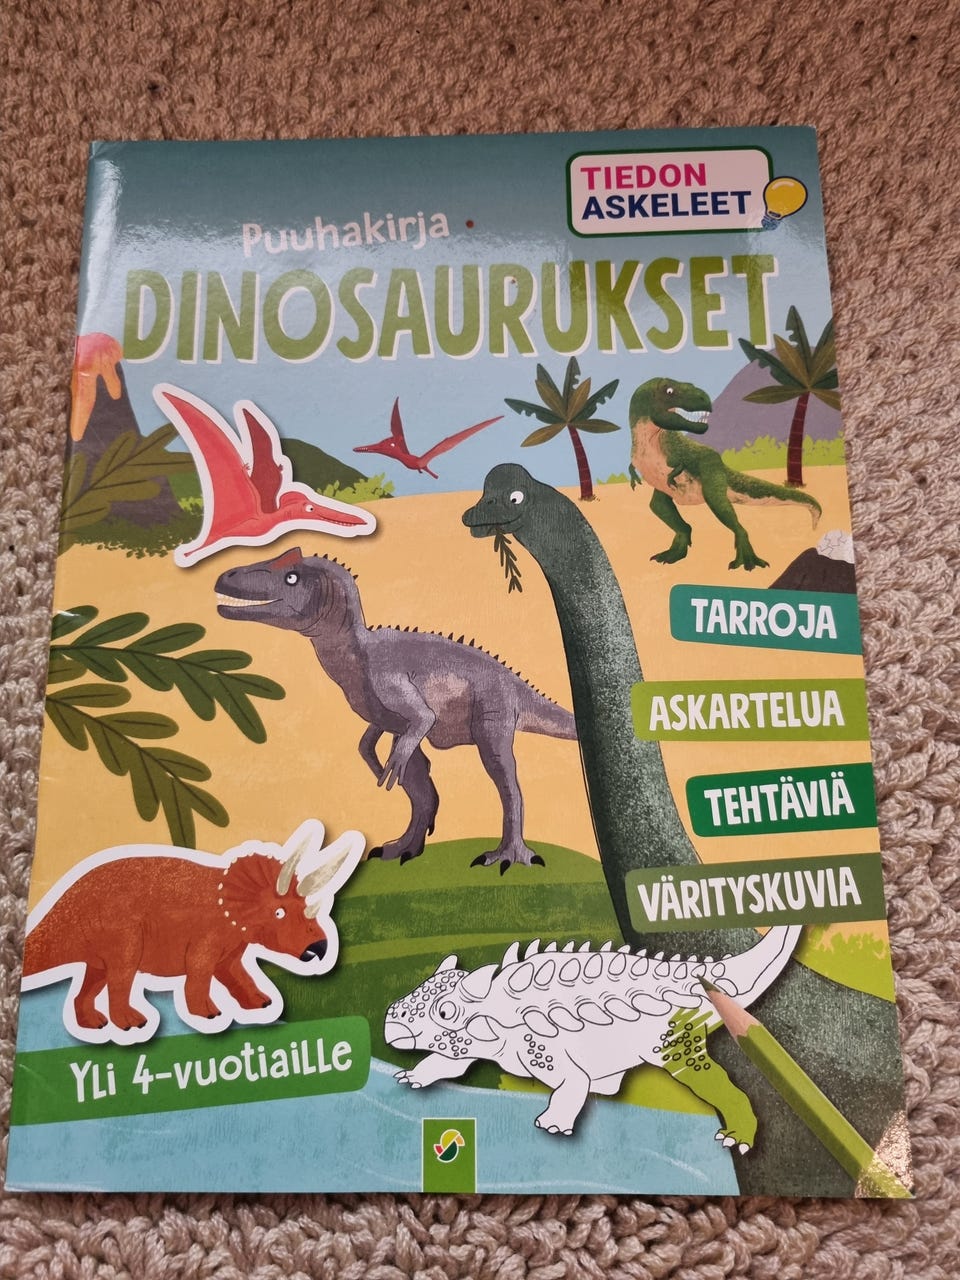 TIEDON
ASKELEET
Puuhakirja
DINOSAURUKSET
TARROJA
ASKARTELUA
TEHTÄVIÄ
VÄRITYSKUVIA
Yli 4-vuotiaille